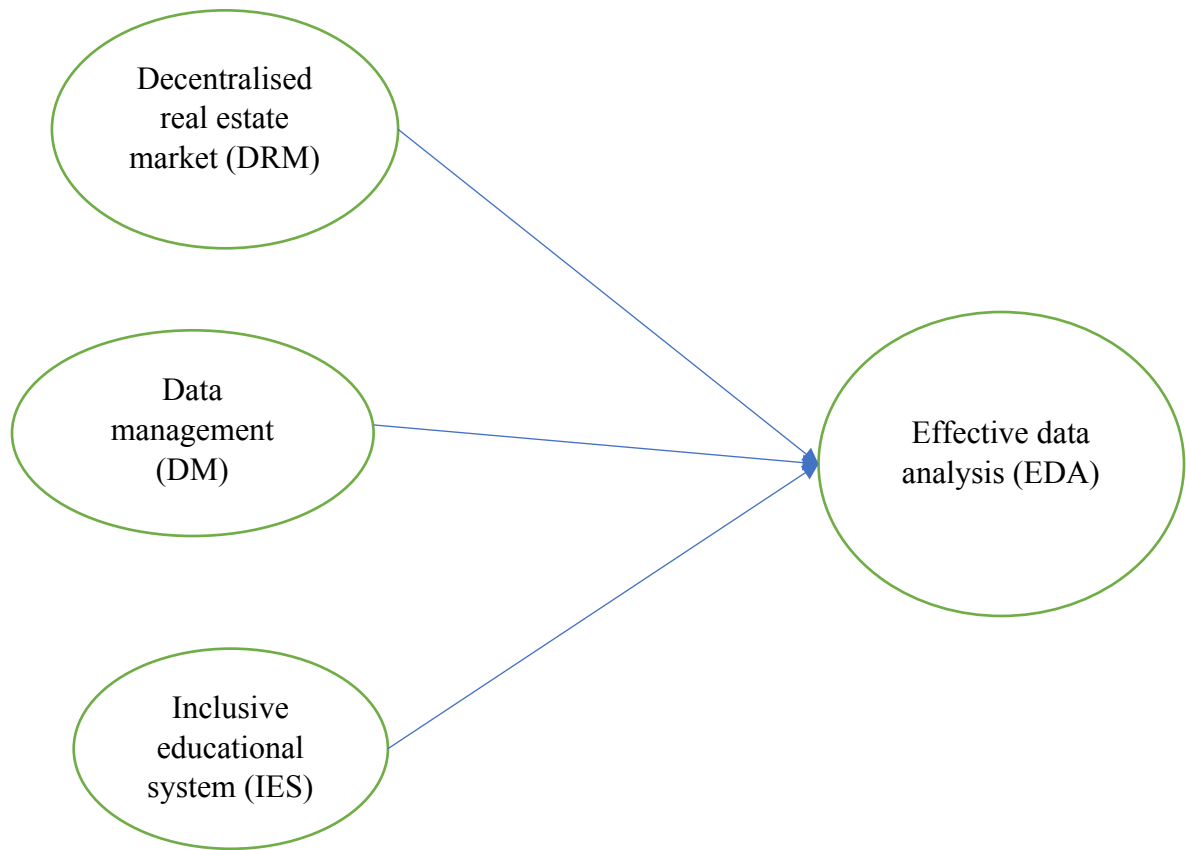 Decentralised
real estate
market (DRM)
Data
management
(DM)
Effective data
analysis (EDA)
Inclusive
educational
system (IES)